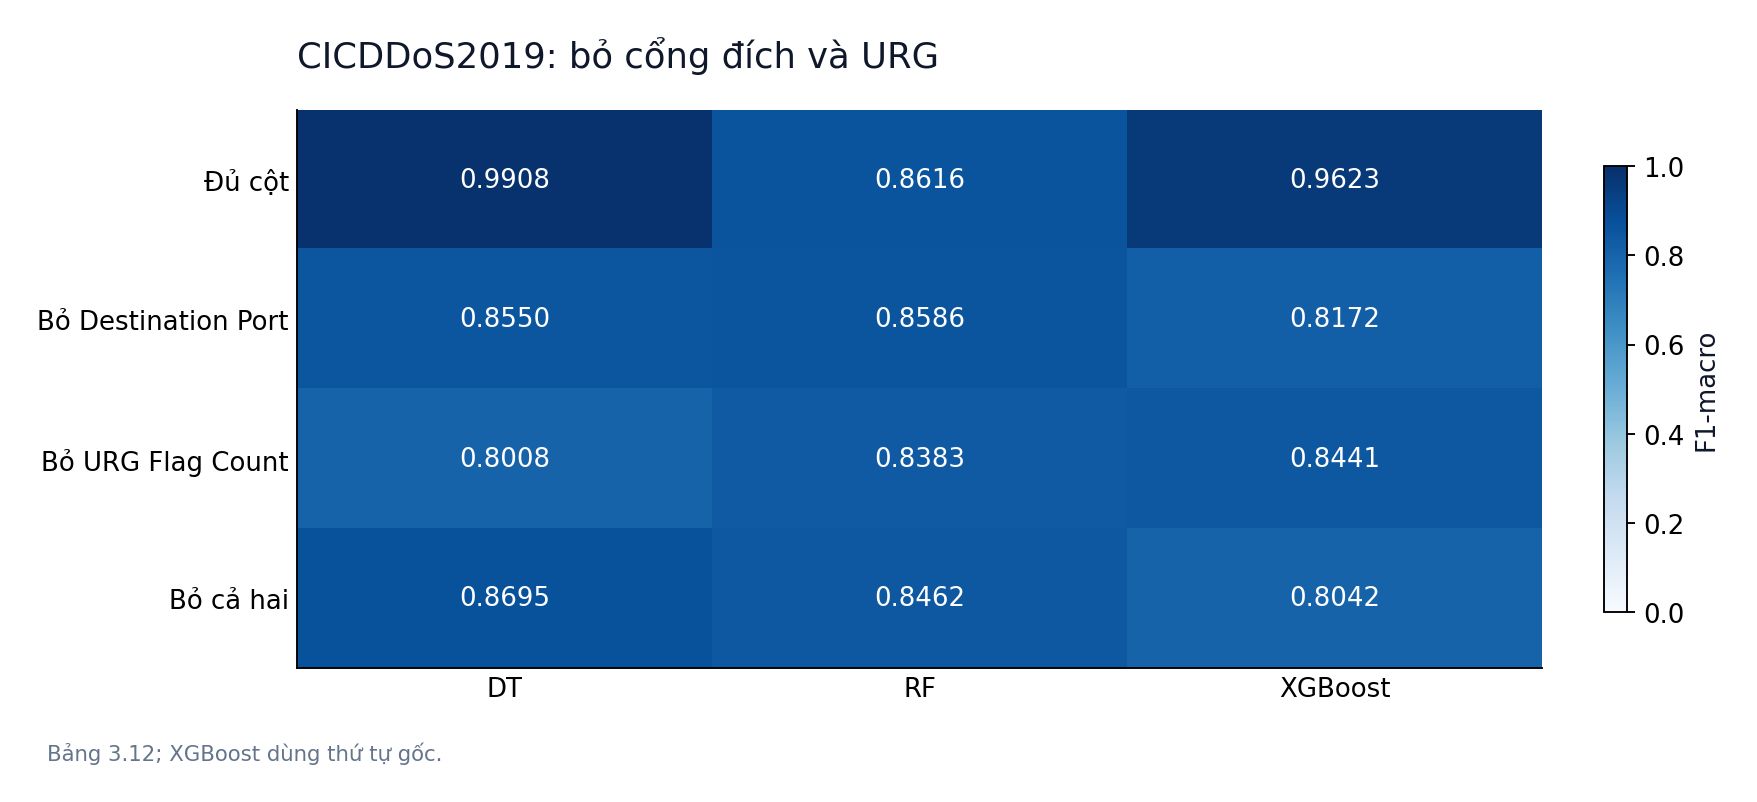 CICDDoS2019: bỏ cổng đích và URG
Đủ cột 0.9908 0.8616 0.9623
Bỏ Destination Port 0.8550 0.8586 0.8172
Bỏ URG Flag Count 0.8008 0.8383 0.8441
Bỏ cả hai 0.8695 0.8462 0.8042
DT RF XGBoost
1.0
0.8
0.6
0.4
0.2
0.0
F1-macro
Bảng 3.12; XGBoost dùng thứ tự gốc.